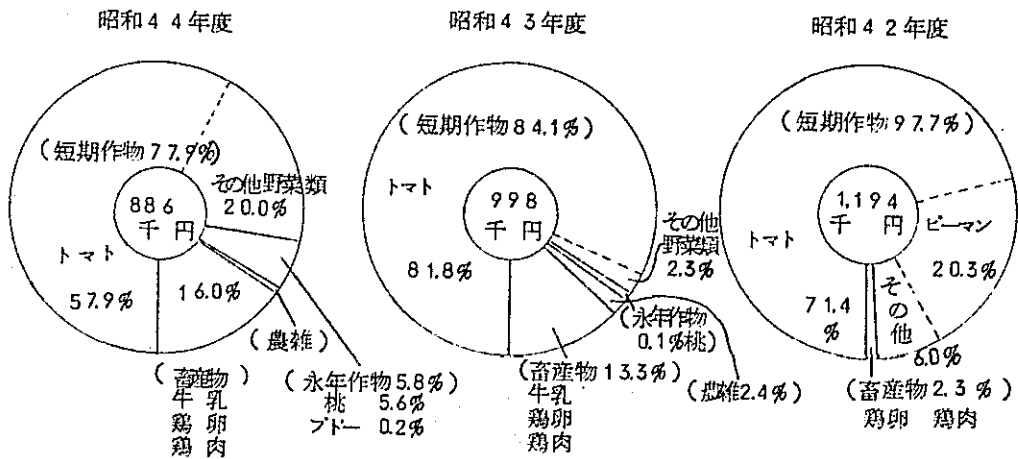 昭和44年度
(短期作物77.9%)
886
千円
その他野菜類
20.0%
トマト
57.9%
16.0%
(農雑)
(畜産物)
牛乳
鶏卵
鶏肉
(永年作物5.8%)
桃 5.6%
ブドー 0.2%
昭和43年度
(短期作物84.1%)
トマト
998
千円
81.8%
その他
野菜類
2.3%
(永年作物
0.1%桃)
(畜産物13.3%)
牛乳
鶏卵
鶏肉
(農雑2.4%)
昭和42年度
(短期作物97.7%)
1,194
千円
トマト
ピーマン
20.3%
71.4
%
その他
6.0%
(畜産物2.3%)
鶏卵 鶏肉